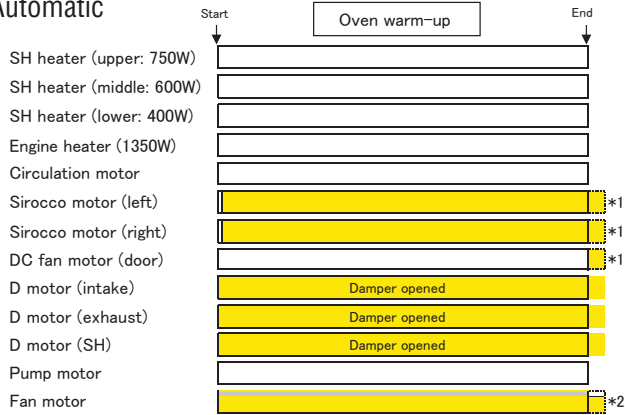 Automatic
Start
Oven warm-up
End
SH heater (upper: 750W)
SH heater (middle: 600W)
SH heater (lower: 400W)
Engine heater (1350W)
Circulation motor
Sirocco motor (left) *1
Sirocco motor (right) *1
DC fan motor (door) *1
D motor (intake) Damper opened
D motor (exhaust) Damper opened
D motor (SH) Damper opened
Pump motor
Fan motor *2